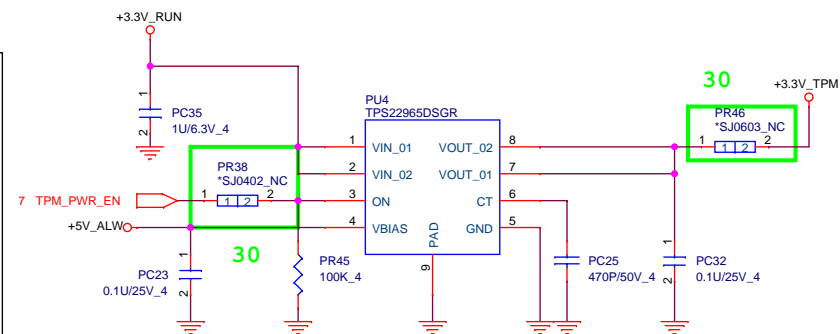 +3.3V_RUN
PC35
1U/6.3V_4
1
2
PU4
TPS22965DSGR
1 VIN_01
2 VIN_02
3 ON
4 VBIAS
VOUT_02 8
VOUT_01 7
CT 6
GND 5
PAD
9
30
+3.3V_TPM
PR46
*SJ0603_NC
1 1 2 2
PR38
*SJ0402_NC
1 1 2 2
7 TPM_PWR_EN
+5V_ALW
30
PC23
0.1U/25V_4
1
2
PR45
100K_4
PC25
470P/50V_4
1
2
PC32
0.1U/25V_4
1
2